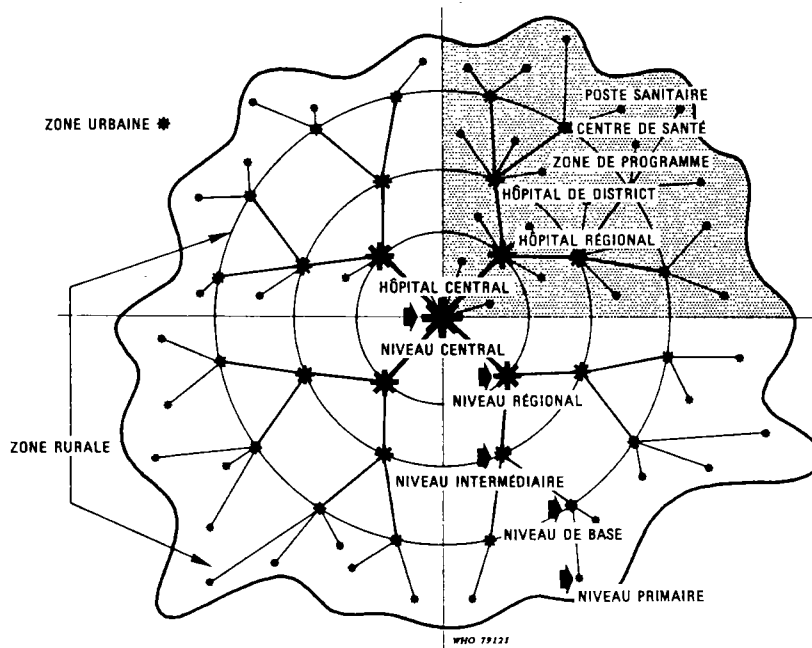 POSTE SANITAIRE
ZONE URBAINE
CENTRE DE SANTÉ
ZONE DE PROGRAMME
HÔPITAL DE DISTRICT
HÔPITAL RÉGIONAL
HÔPITAL CENTRAL
NIVEAU CENTRAL
NIVEAU RÉGIONAL
ZONE RURALE
NIVEAU INTERMÉDIAIRE
NIVEAU DE BASE
NIVEAU PRIMAIRE
WHO 79121